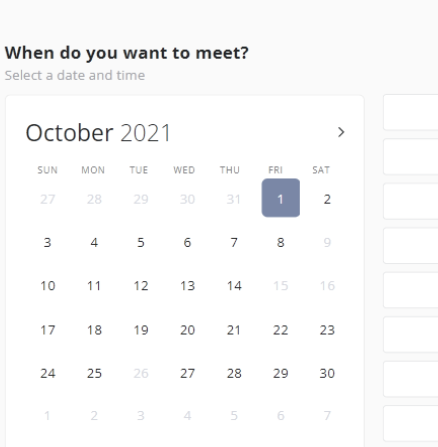 When do you want to meet?
Select a date and time
October 2021 >
SUN MON TUE WED THU FRI SAT
27 28 29 30 31 1 2
3 4 5 6 7 8 9
10 11 12 13 14 15 16
17 18 19 20 21 22 23
24 25 26 27 28 29 30
1 2 3 4 5 6 7